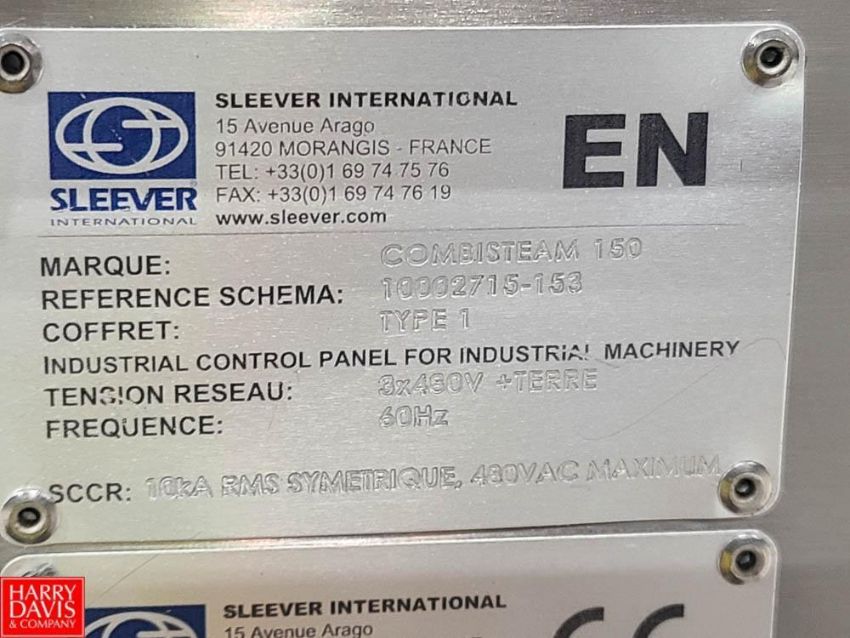 SLEEVER INTERNATIONAL
15 Avenue Arago
91420 MORANGIS - FRANCE
TEL: +33(0)1 69 74 75 76
FAX: +33(0)1 69 74 76 19
www.sleever.com
SLEEVER
INTERNATIONAL
EN
MARQUE: COMBISTEAM 150
REFERENCE SCHEMA: 10002715-153
COFFRET: TYPE 1
INDUSTRIAL CONTROL PANEL FOR INDUSTRIAL MACHINERY
TENSION RESEAU: 3x480V +TERRE
FREQUENCE: 60Hz
SCCR: 10kA RMS SYMETRIQUE, 480VAC MAXIMUM
HARRY
DAVIS
& COMPANY
SLEEVER INTERNATIONAL
15 Avenue Arago
CE